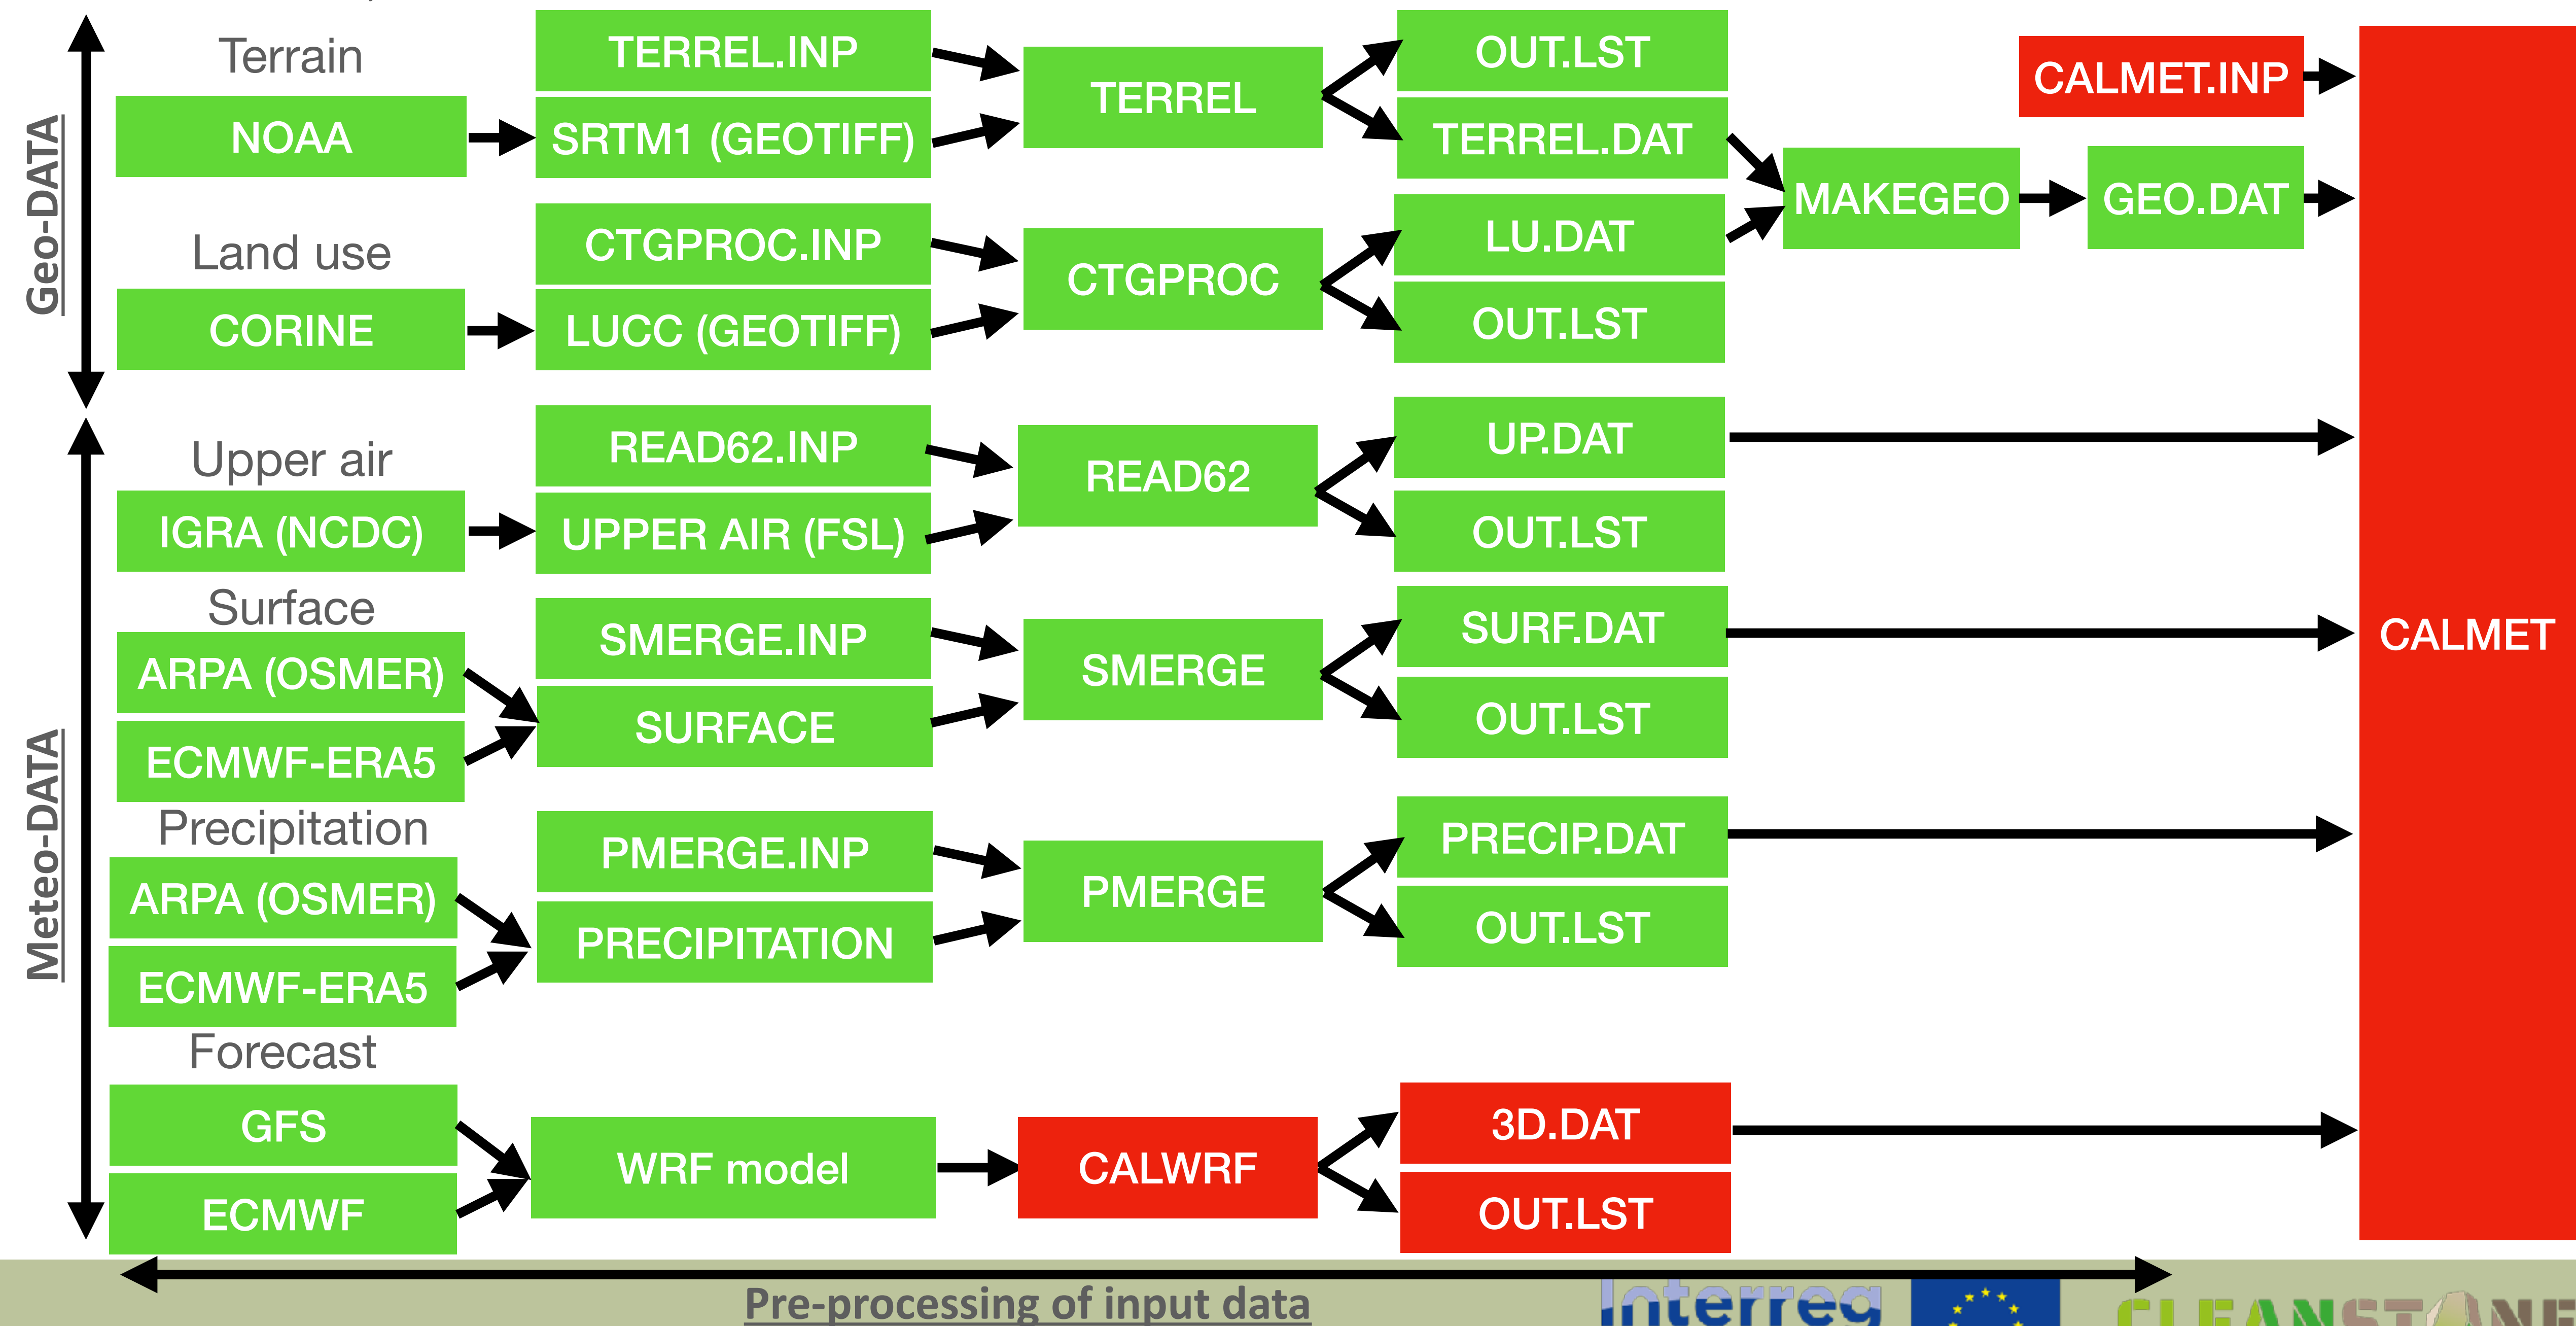 Geo-DATA
Terrain
NOAA
TERREL.INP
SRTM1 (GEOTIFF)
TERREL
OUT.LST
TERREL.DAT
CALMET.INP
MAKEGEO
GEO.DAT
Land use
CORINE
CTGPROC.INP
LUCC (GEOTIFF)
CTGPROC
LU.DAT
OUT.LST
Meteo-DATA
Upper air
IGRA (NCDC)
READ62.INP
UPPER AIR (FSL)
READ62
UP.DAT
OUT.LST
Surface
ARPA (OSMER)
ECMWF-ERA5
SMERGE.INP
SURFACE
SMERGE
SURF.DAT
OUT.LST
CALMET
Precipitation
ARPA (OSMER)
ECMWF-ERA5
PMERGE.INP
PRECIPITATION
PMERGE
PRECIP.DAT
OUT.LST
Forecast
GFS
ECMWF
WRF model
CALWRF
3D.DAT
OUT.LST
Pre-processing of input data
Interreg
CLEANSTONE